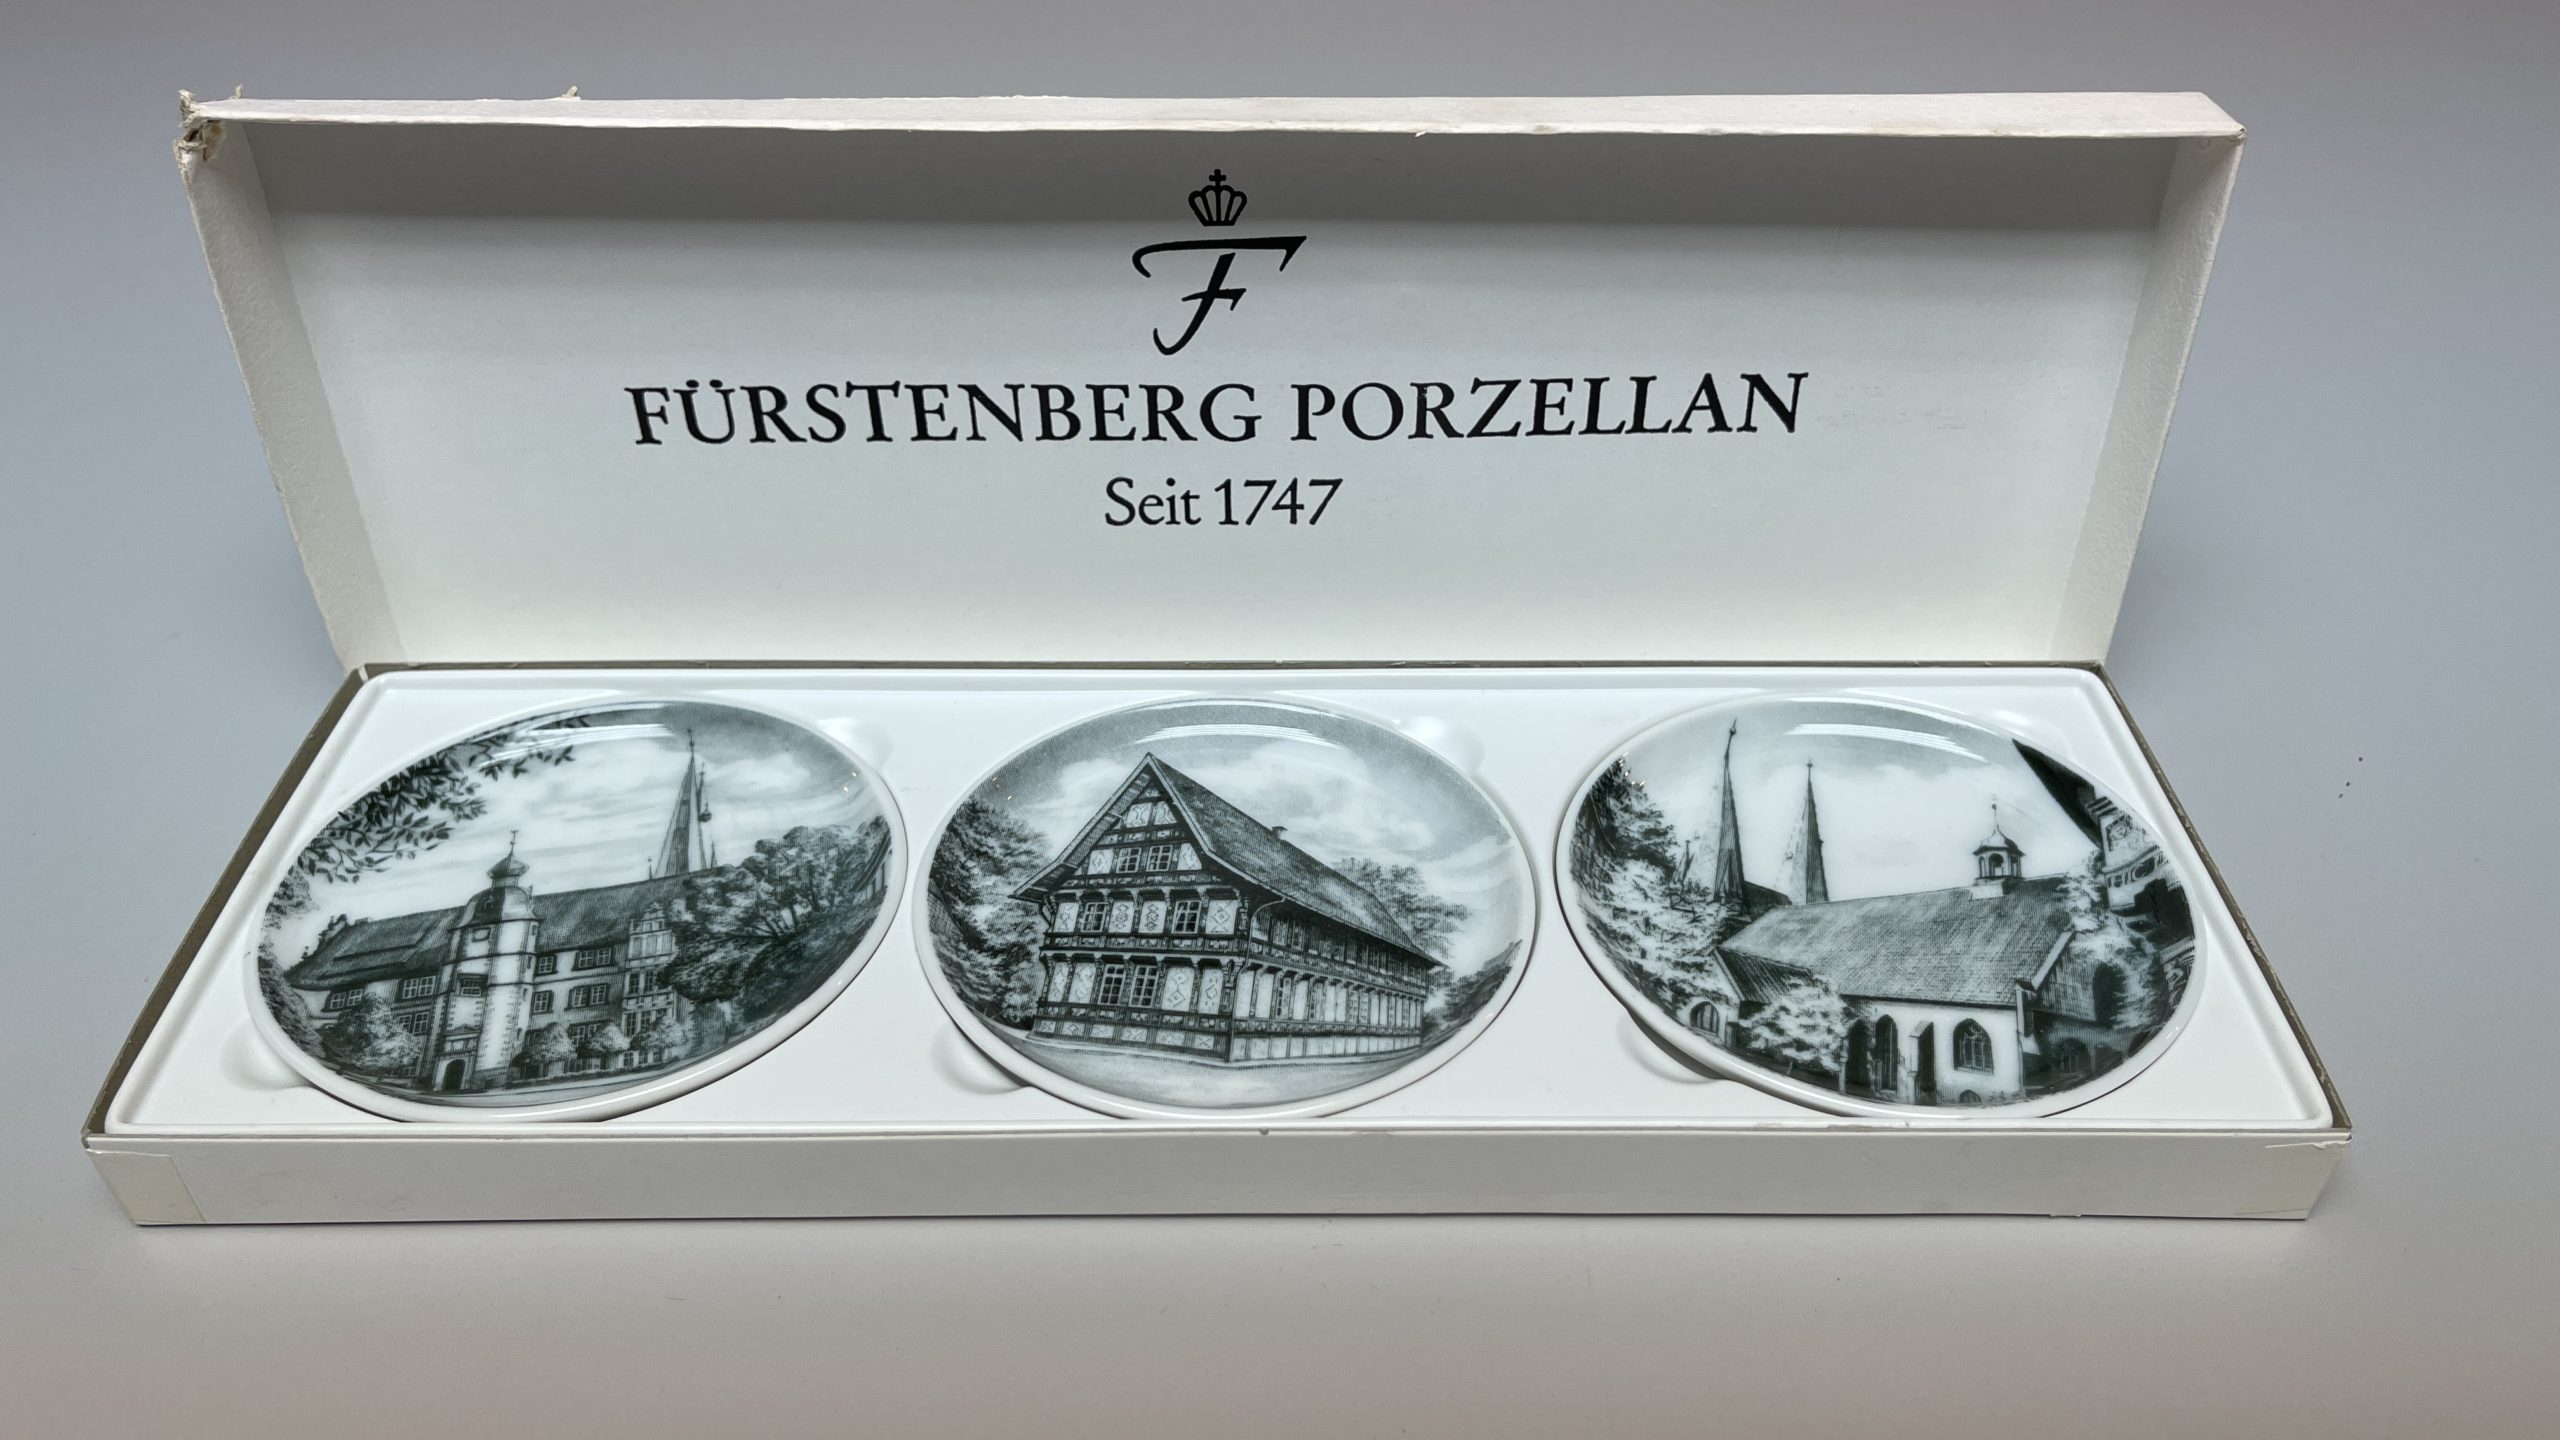 F
FÜRSTENBERG PORZELLAN
Seit 1747